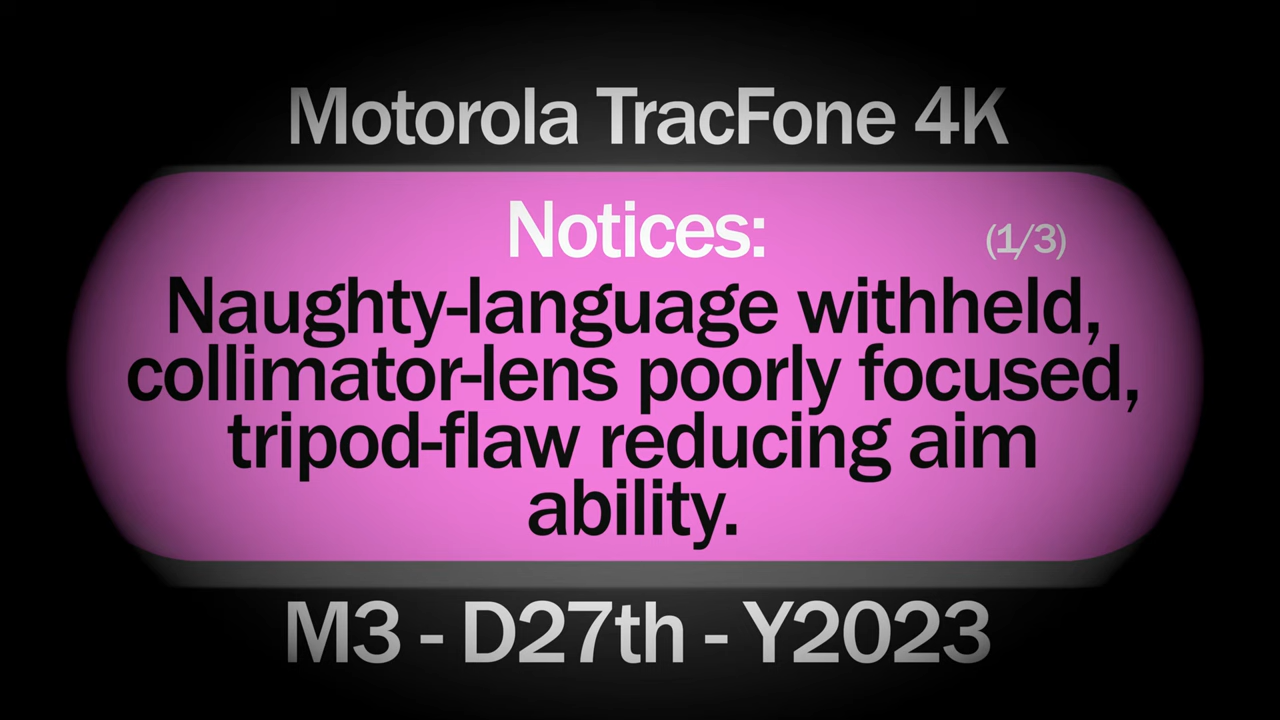 Motorola TracFone 4K
Notices:
(1/3)
Naughty-language withheld,
collimator-lens poorly focused,
tripod-flaw reducing aim
ability.
M3 - D27th - Y2023